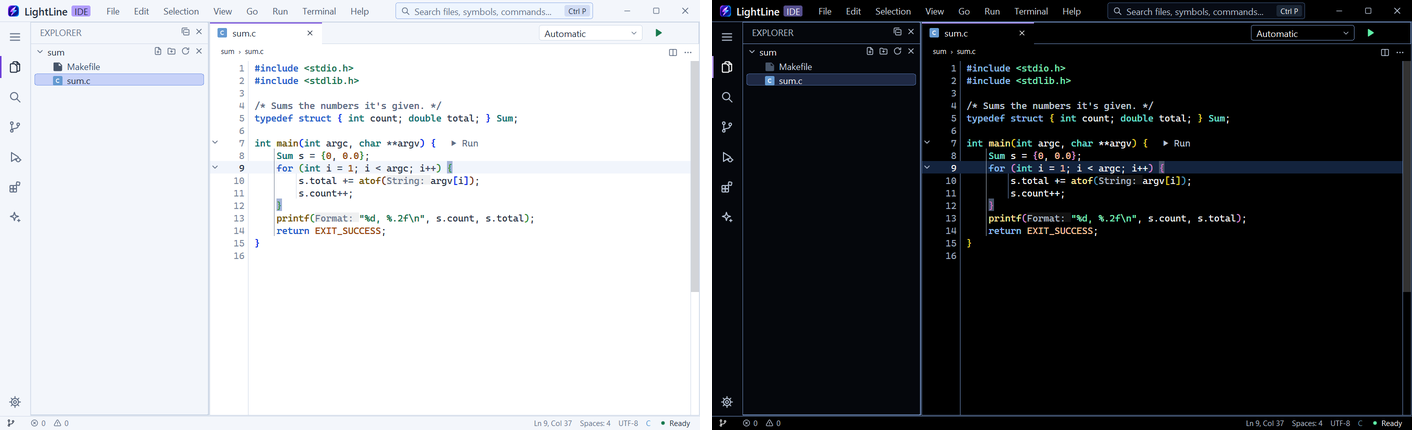 LightLine IDE File Edit Selection View Go Run Terminal Help Search files, symbols, commands... Ctrl P
EXPLORER
sum
Makefile
C sum.c
C sum.c
Automatic
sum › sum.c
1 #include <stdio.h>
2 #include <stdlib.h>
3
4 /* Sums the numbers it's given. */
5 typedef struct { int count; double total; } Sum;
6
7 int main(int argc, char **argv) { Run
8 Sum s = {0, 0.0};
9 for (int i = 1; i < argc; i++) {
10 s.total += atof(String: argv[i]);
11 s.count++;
12 }
13 printf(Format: "%d, %.2f\n", s.count, s.total);
14 return EXIT_SUCCESS;
15 }
16
0 0 Ln 9, Col 37 Spaces: 4 UTF-8 C Ready
LightLine IDE File Edit Selection View Go Run Terminal Help Search files, symbols, commands... Ctrl P
EXPLORER
sum
Makefile
C sum.c
C sum.c
Automatic
sum › sum.c
1 #include <stdio.h>
2 #include <stdlib.h>
3
4 /* Sums the numbers it's given. */
5 typedef struct { int count; double total; } Sum;
6
7 int main(int argc, char **argv) { Run
8 Sum s = {0, 0.0};
9 for (int i = 1; i < argc; i++) {
10 s.total += atof(String: argv[i]);
11 s.count++;
12 }
13 printf(Format: "%d, %.2f\n", s.count, s.total);
14 return EXIT_SUCCESS;
15 }
16
0 0 Ln 9, Col 37 Spaces: 4 UTF-8 C Ready